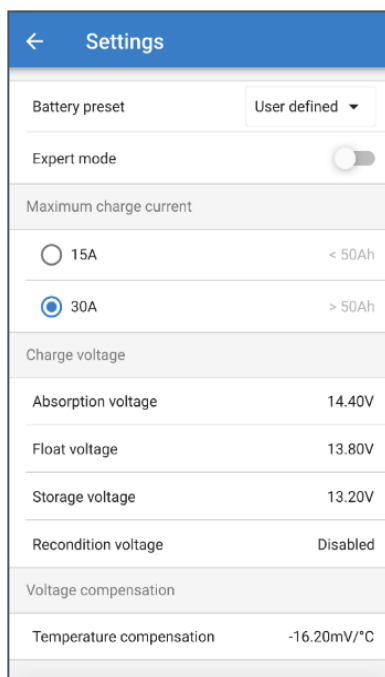 Settings
Battery preset User defined
Expert mode
Maximum charge current
15A < 50Ah
30A > 50Ah
Charge voltage
Absorption voltage 14.40V
Float voltage 13.80V
Storage voltage 13.20V
Recondition voltage Disabled
Voltage compensation
Temperature compensation -16.20mV/°C